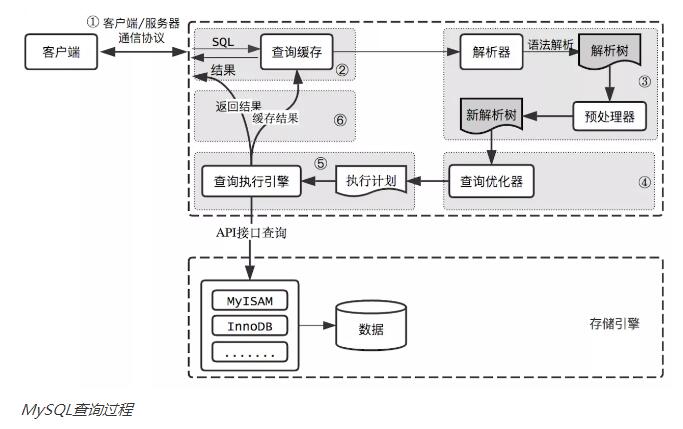 ① 客户端/服务器
通信协议
客户端
SQL
结果
查询缓存
②
解析器
语法解析
解析树
③
预处理器
新解析树
返回结果
缓存结果
⑥
查询执行引擎
⑤
执行计划
查询优化器
④
API接口查询
MyISAM
InnoDB
.......
数据
存储引擎
MySQL查询过程